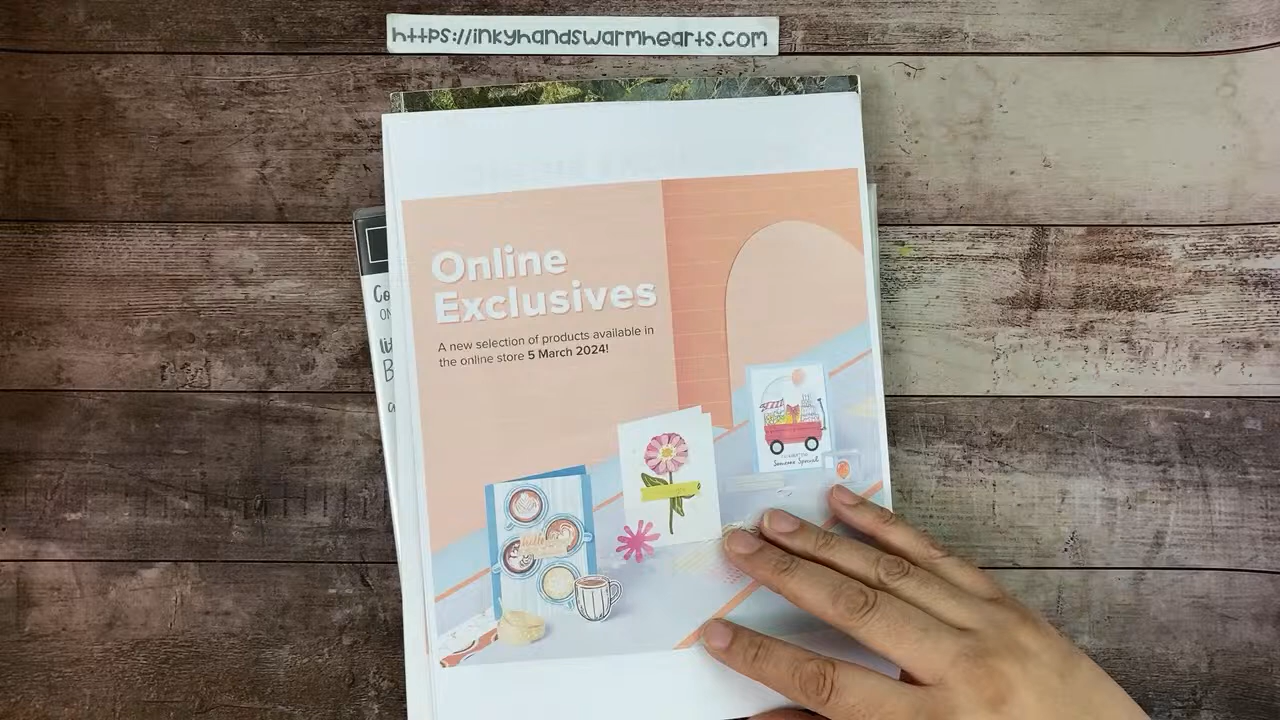 https://inkyhandswarmhearts.com
Online
Exclusives
A new selection of products available in
the online store 5 March 2024!
hello
Someone Special